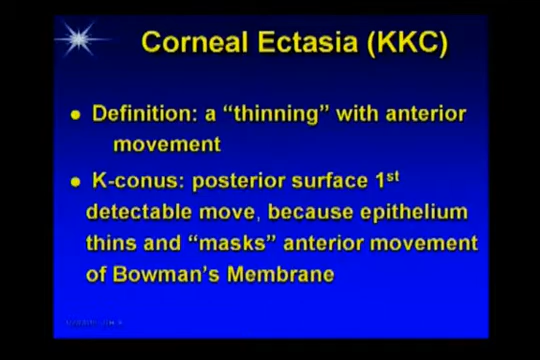 Corneal Ectasia (KKC)
● Definition: a “thinning” with anterior
movement
● K-conus: posterior surface 1st
detectable move, because epithelium
thins and “masks” anterior movement
of Bowman’s Membrane